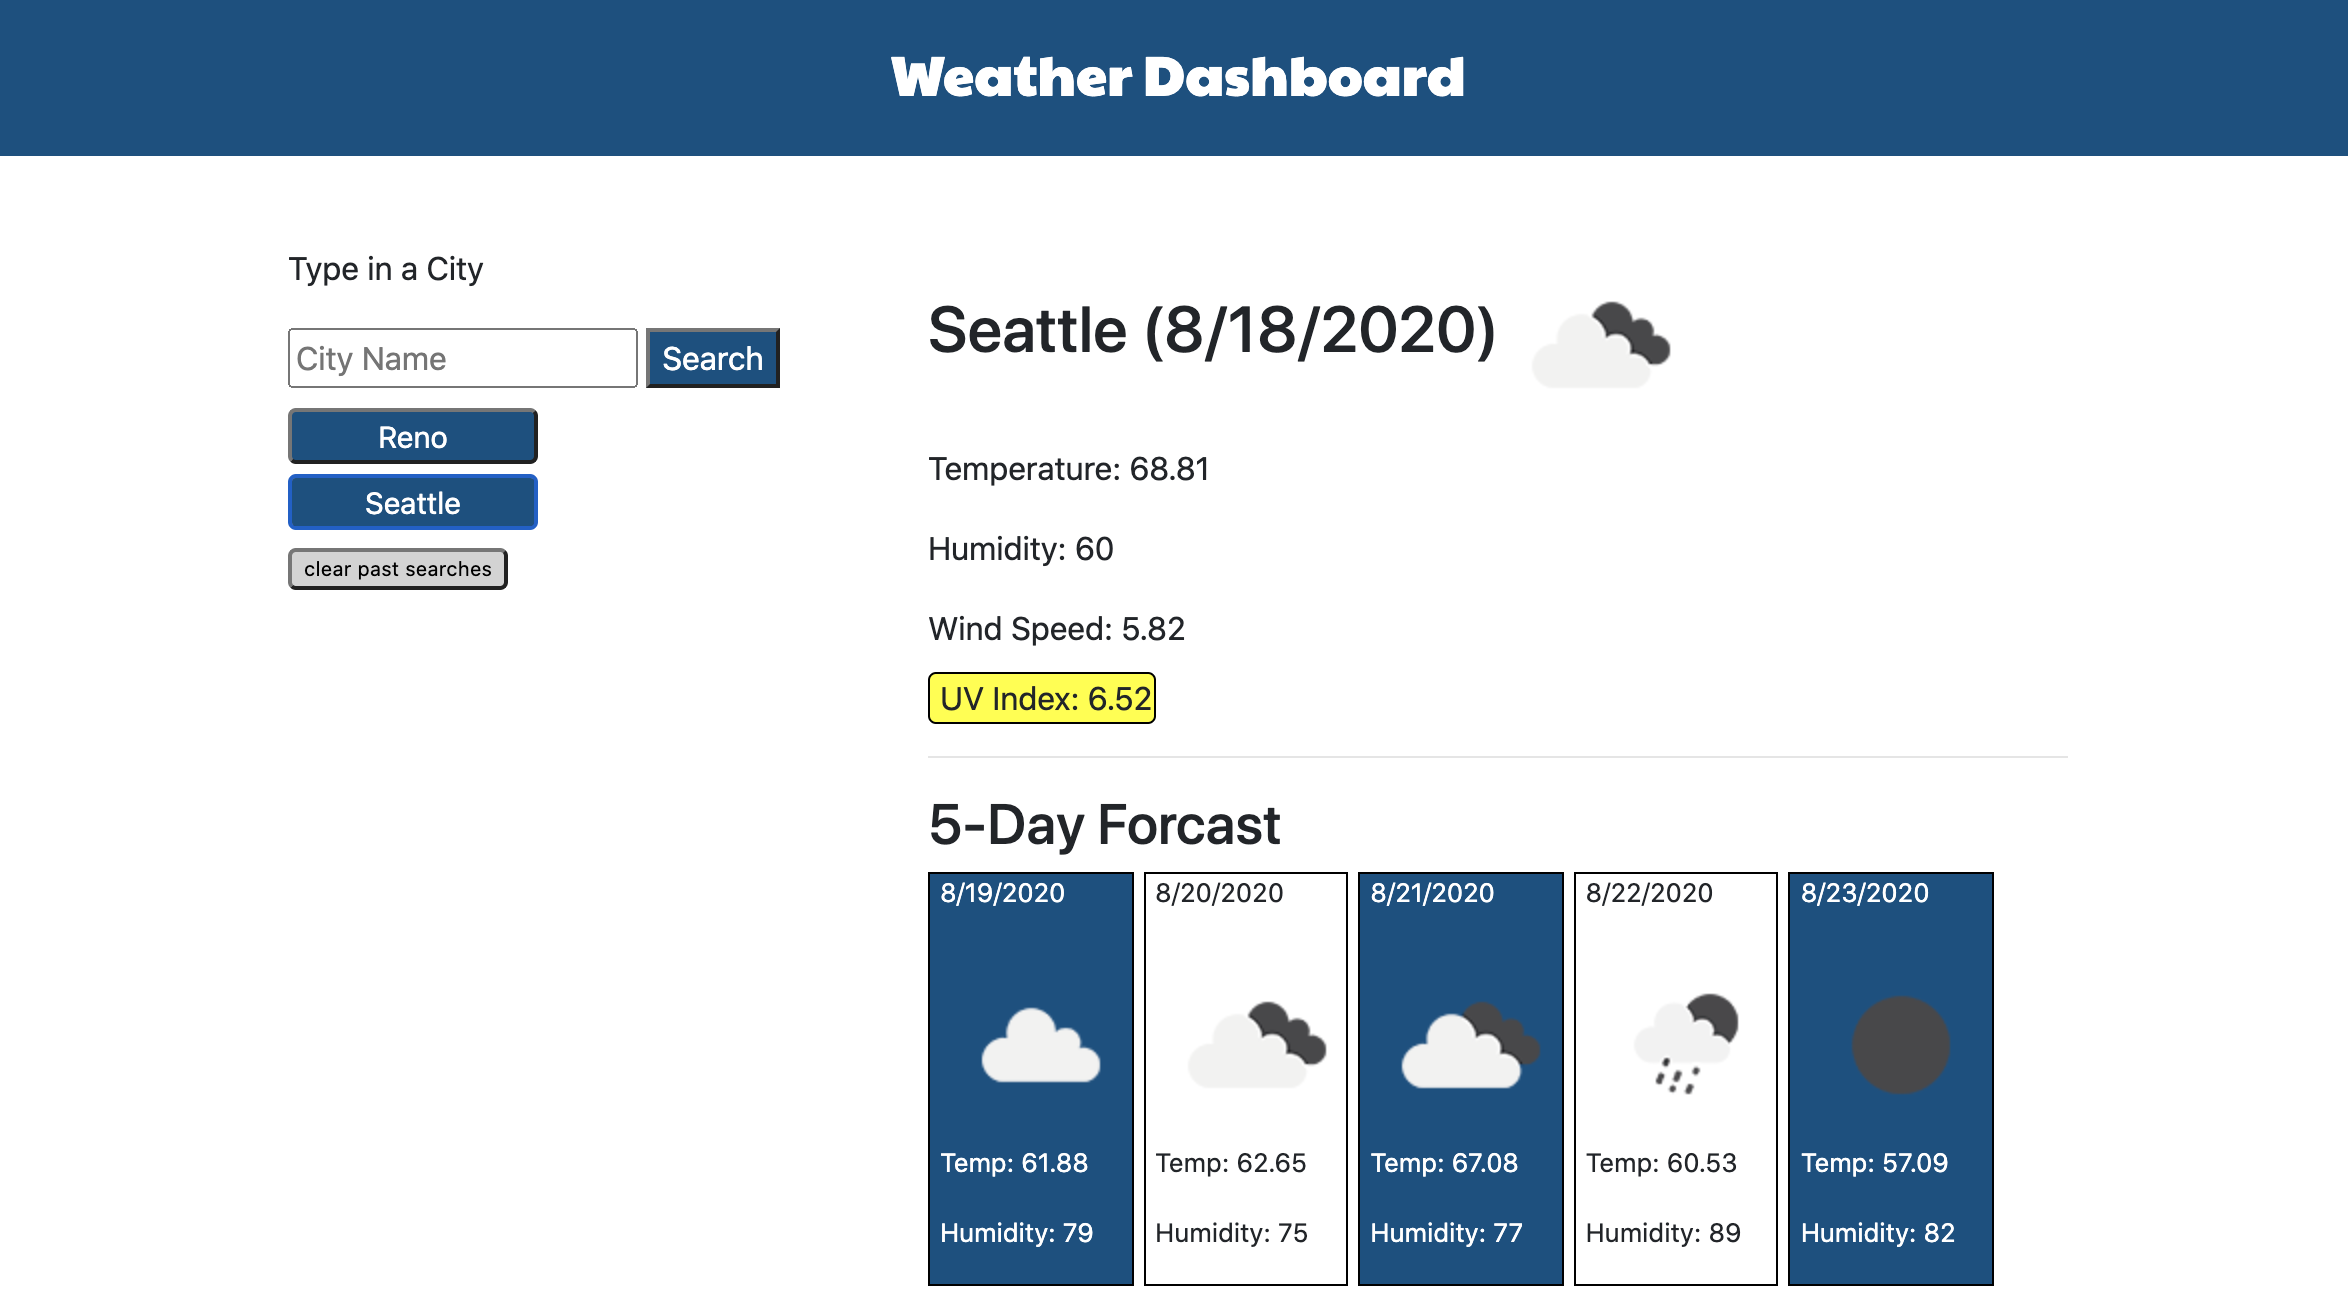 Weather Dashboard
Type in a City
City Name
Search
Reno
Seattle
clear past searches
Seattle (8/18/2020)
Temperature: 68.81
Humidity: 60
Wind Speed: 5.82
UV Index: 6.52
5-Day Forcast
8/19/2020
Temp: 61.88
Humidity: 79
8/20/2020
Temp: 62.65
Humidity: 75
8/21/2020
Temp: 67.08
Humidity: 77
8/22/2020
Temp: 60.53
Humidity: 89
8/23/2020
Temp: 57.09
Humidity: 82